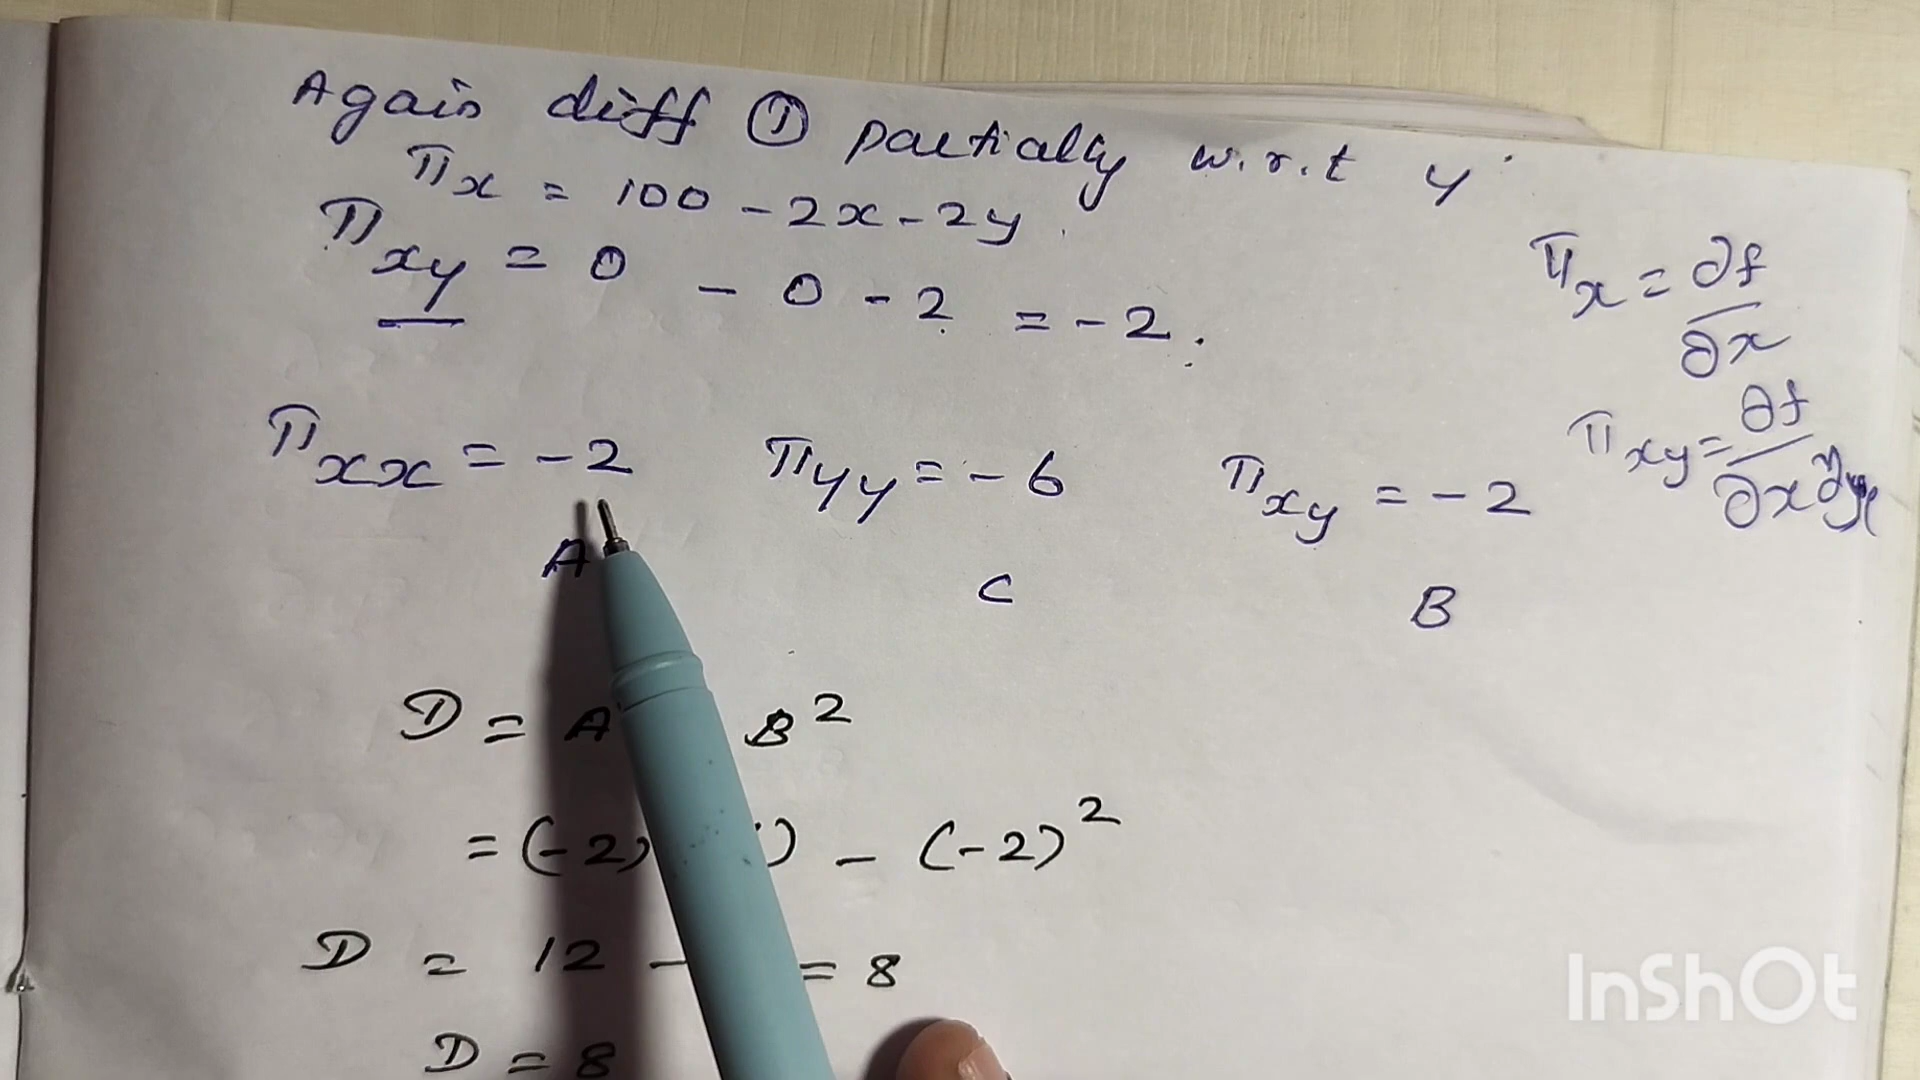 Again diff ① partially w.r.t y.
Πx = 100 - 2x - 2y.
Πxy = 0 - 0 - 2 = -2.
Πx = ∂f/∂x
Πxx = -2 Πyy = -6 Πxy = -2
Πxy = ∂f/∂x
A C B
D = A B²
= (-2) ) - (-2)²
D = 12 - = 8
D = 8
InShOt